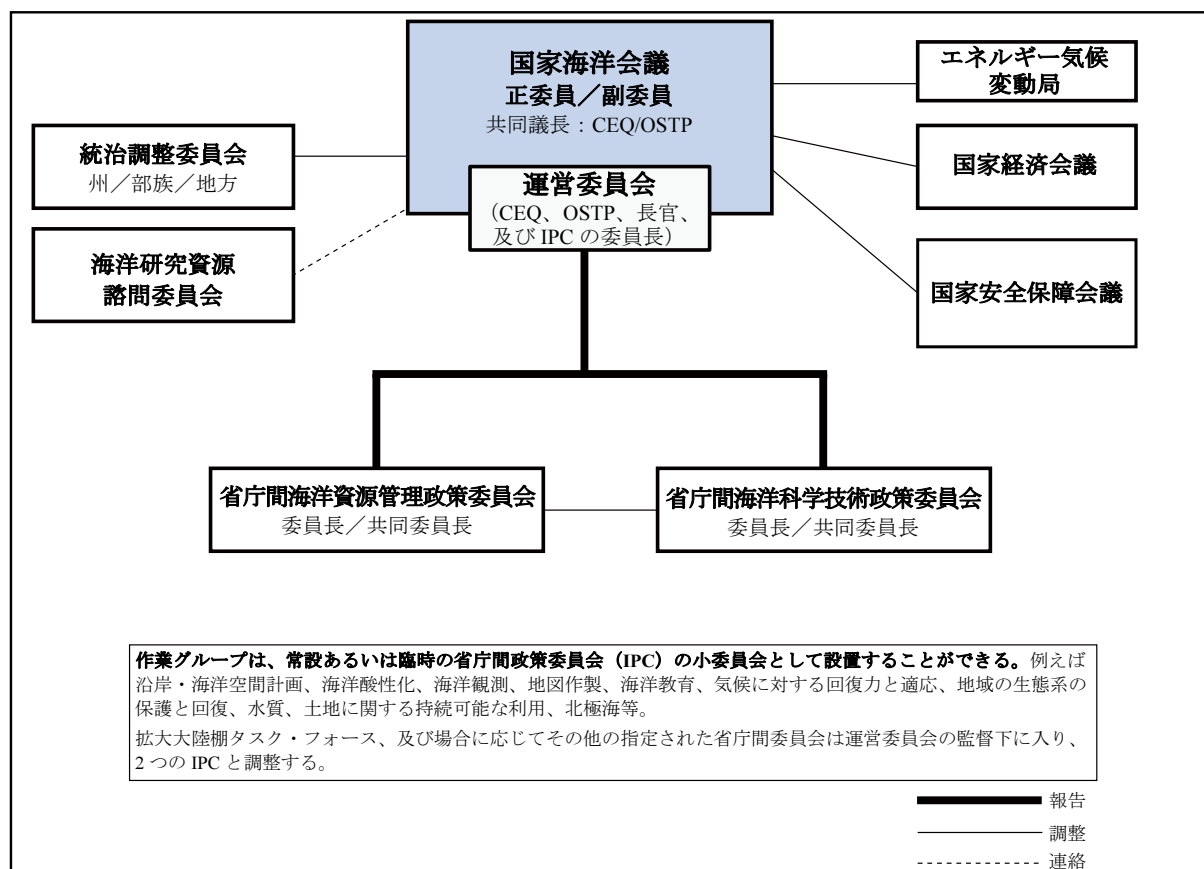 国家海洋会議
正委員／副委員
共同議長：CEQ/OSTP
運営委員会
（CEQ、OSTP、長官、
及び IPC の委員長）
統治調整委員会
州／部族／地方
海洋研究資源
諮問委員会
エネルギー気候
変動局
国家経済会議
国家安全保障会議
省庁間海洋資源管理政策委員会
委員長／共同委員長
省庁間海洋科学技術政策委員会
委員長／共同委員長
作業グループは、常設あるいは臨時の省庁間政策委員会（IPC）の小委員会として設置することができる。例えば
沿岸・海洋空間計画、海洋酸性化、海洋観測、地図作製、海洋教育、気候に対する回復力と適応、地域の生態系の
保護と回復、水質、土地に関する持続可能な利用、北極海等。
拡大大陸棚タスク・フォース、及び場合に応じてその他の指定された省庁間委員会は運営委員会の監督下に入り、
2 つの IPC と調整する。
報告
調整
連絡